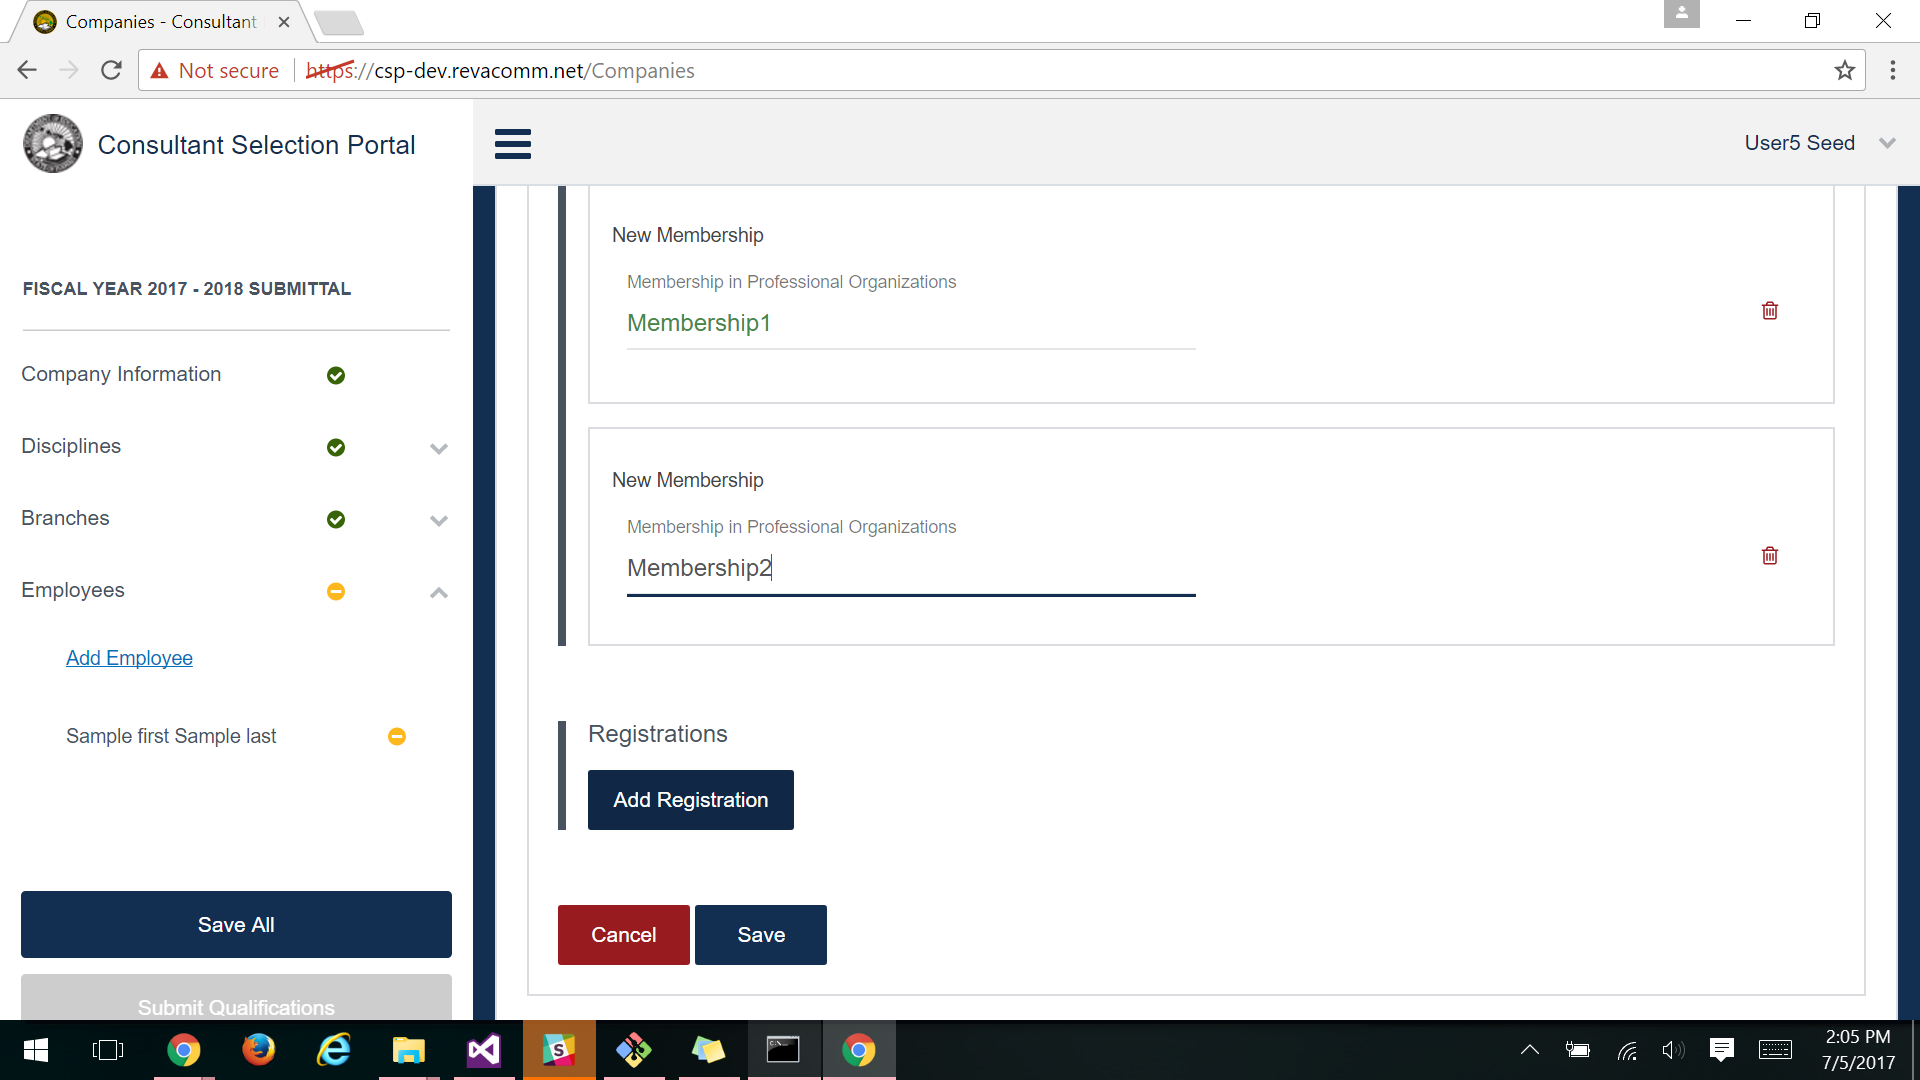 Companies - Consultant
Not secure
https://csp-dev.revacomm.net/Companies
Consultant Selection Portal
User5 Seed
FISCAL YEAR 2017 - 2018 SUBMITTAL
Company Information
Disciplines
Branches
Employees
Add Employee
Sample first Sample last
Save All
Submit Qualifications
New Membership
Membership in Professional Organizations
Membership1
New Membership
Membership in Professional Organizations
Membership2
Registrations
Add Registration
Cancel
Save
2:05 PM
7/5/2017